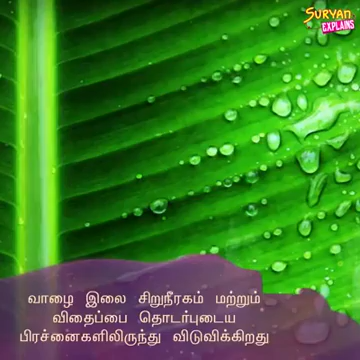 SURYAN
EXPLAINS
வாழை இலை சிறுநீரகம் மற்றும்
விதைப்பை தொடர்புடைய
பிரச்னைகளிலிருந்து விடுவிக்கிறது